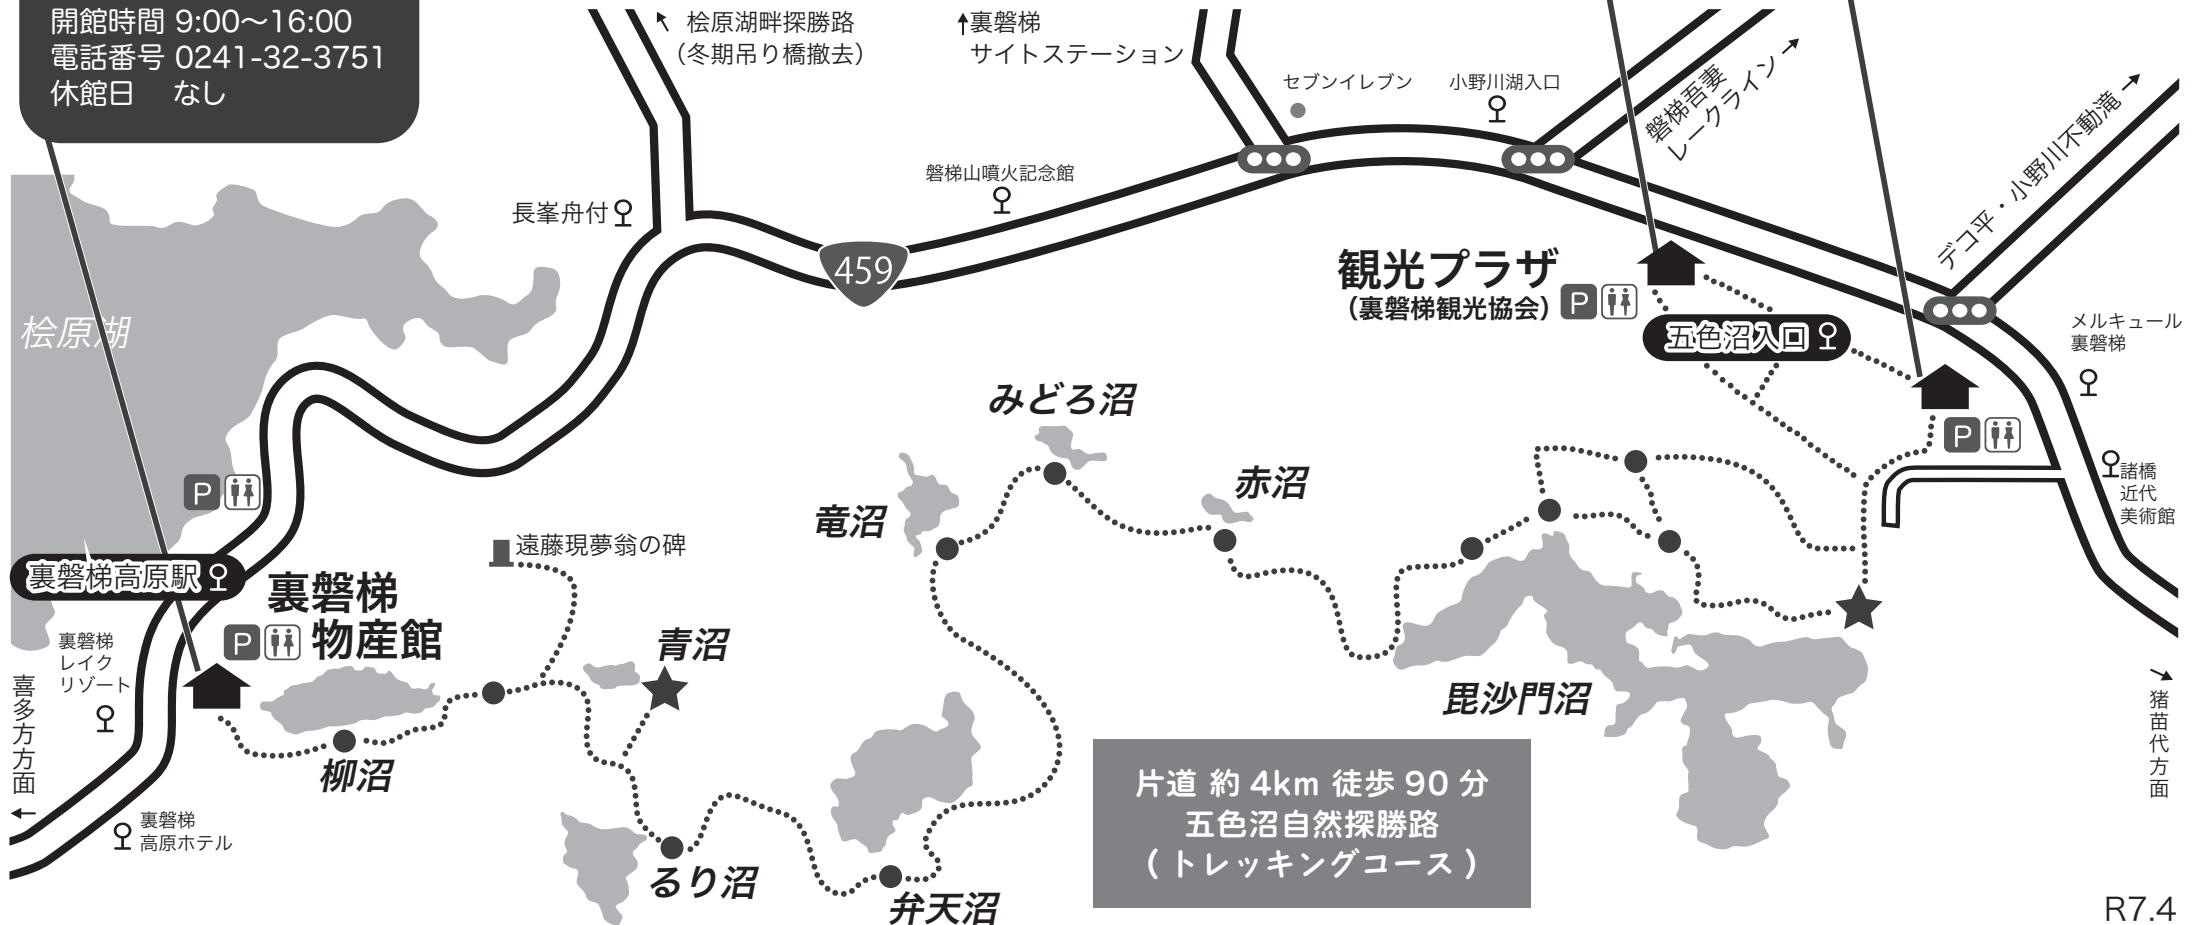 開館時間 9:00〜16:00
電話番号 0241-32-3751
休館日 なし
桧原湖畔探勝路
（冬期吊り橋撤去）
裏磐梯
サイトステーション
セブンイレブン
小野川湖入口
磐梯吾妻
レークライン
デコ平・小野川不動滝
磐梯山噴火記念館
長峯舟付
459
観光プラザ
（裏磐梯観光協会）
P
五色沼入口
メルキュール
裏磐梯
P
諸橋
近代
美術館
桧原湖
みどろ沼
赤沼
竜沼
P
遠藤現夢翁の碑
裏磐梯高原駅
裏磐梯
物産館
P
裏磐梯
レイク
リゾート
青沼
毘沙門沼
喜多方方面
猪苗代方面
柳沼
裏磐梯
高原ホテル
るり沼
弁天沼
片道 約 4km 徒歩 90 分
五色沼自然探勝路
( トレッキングコース )
R7.4